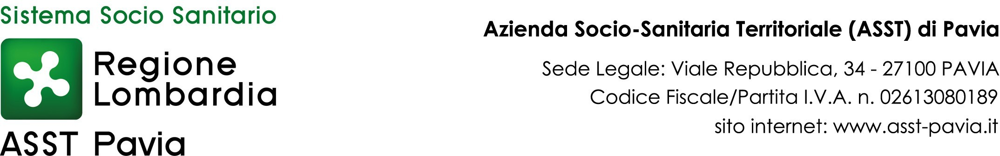 Sistema Socio Sanitario
Regione
Lombardia
ASST Pavia
Azienda Socio-Sanitaria Territoriale (ASST) di Pavia
Sede Legale: Viale Repubblica, 34 - 27100 PAVIA
Codice Fiscale/Partita I.V.A. n. 02613080189
sito internet: www.asst-pavia.it